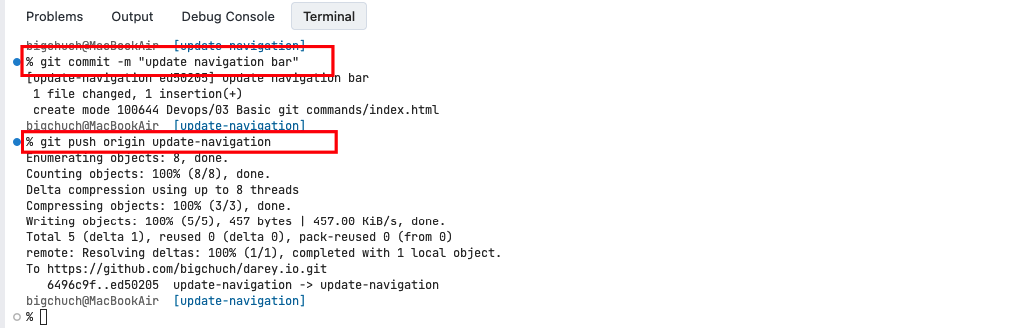 Problems Output Debug Console Terminal
bigchuch@MacBookAir [update-navigation]
% git commit -m "update navigation bar"
[update-navigation ed50205] update navigation bar
1 file changed, 1 insertion(+)
create mode 100644 Devops/03 Basic git commands/index.html
bigchuch@MacBookAir [update-navigation]
% git push origin update-navigation
Enumerating objects: 8, done.
Counting objects: 100% (8/8), done.
Delta compression using up to 8 threads
Compressing objects: 100% (3/3), done.
Writing objects: 100% (5/5), 457 bytes | 457.00 KiB/s, done.
Total 5 (delta 1), reused 0 (delta 0), pack-reused 0 (from 0)
remote: Resolving deltas: 100% (1/1), completed with 1 local object.
To https://github.com/bigchuch/darey.io.git
6496c9f..ed50205 update-navigation -> update-navigation
bigchuch@MacBookAir [update-navigation]
%